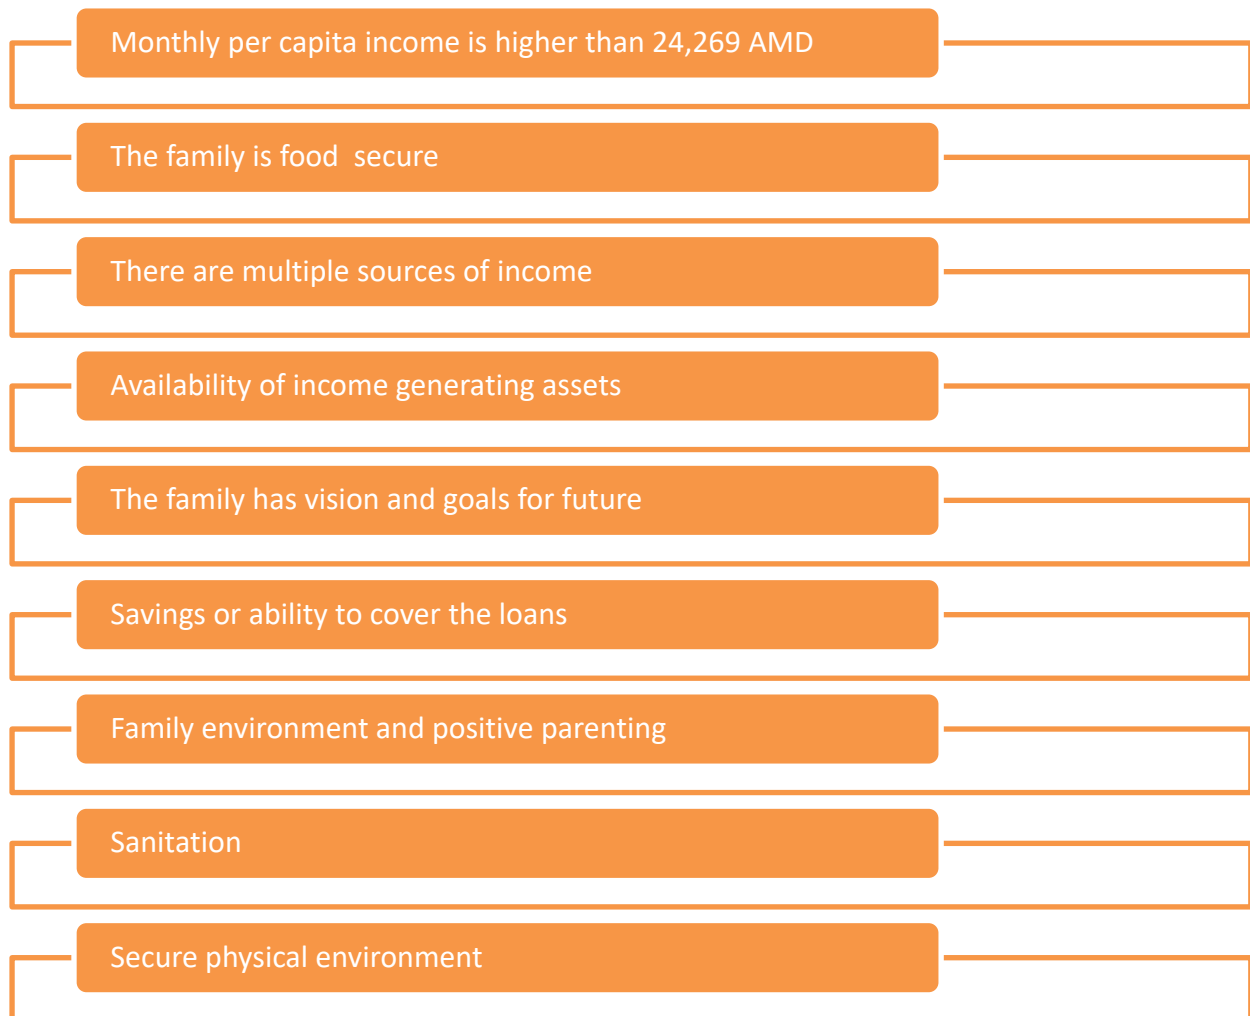 Monthly per capita income is higher than 24,269 AMD
The family is food  secure
There are multiple sources of income
Availability of income generating assets
The family has vision and goals for future
Savings or ability to cover the loans
Family environment and positive parenting
Sanitation
Secure physical environment